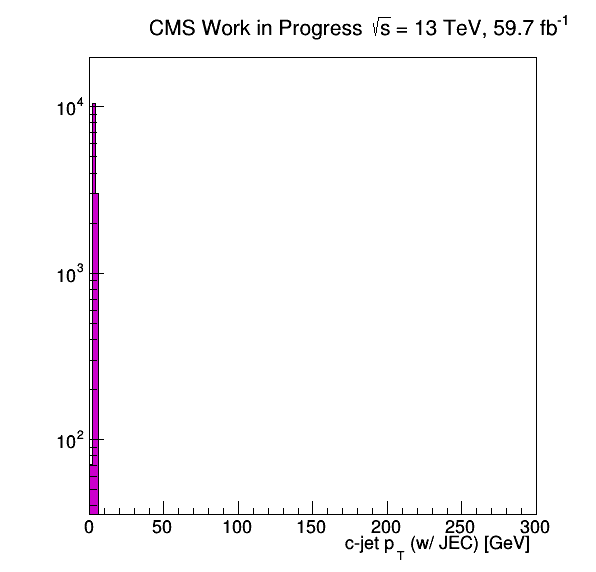 CMS Work in Progress √s = 13 TeV, 59.7 fb⁻¹
10⁴
10³
10²
0 50 100 150 200 250 300
c-jet p_T (w/ JEC) [GeV]